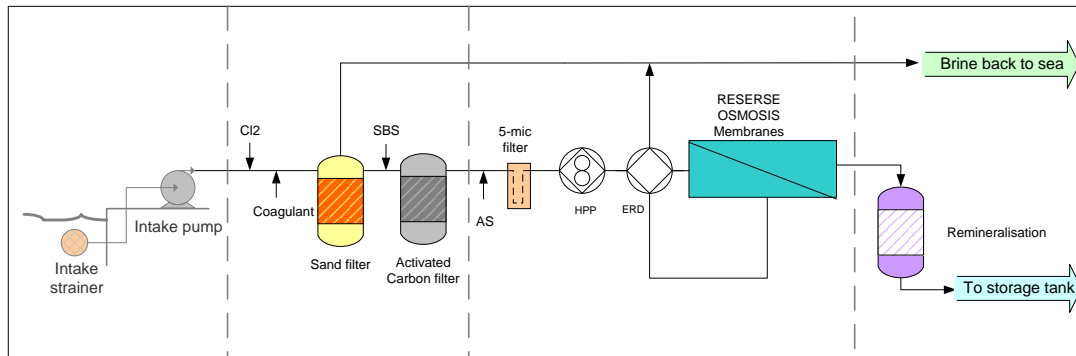 Brine back to sea
RESERSE
OSMOSIS
Membranes
Cl2
SBS
5-mic
filter
Coagulant
AS
HPP
ERD
Intake pump
Intake
strainer
Sand filter
Activated
Carbon filter
Remineralisation
To storage tank